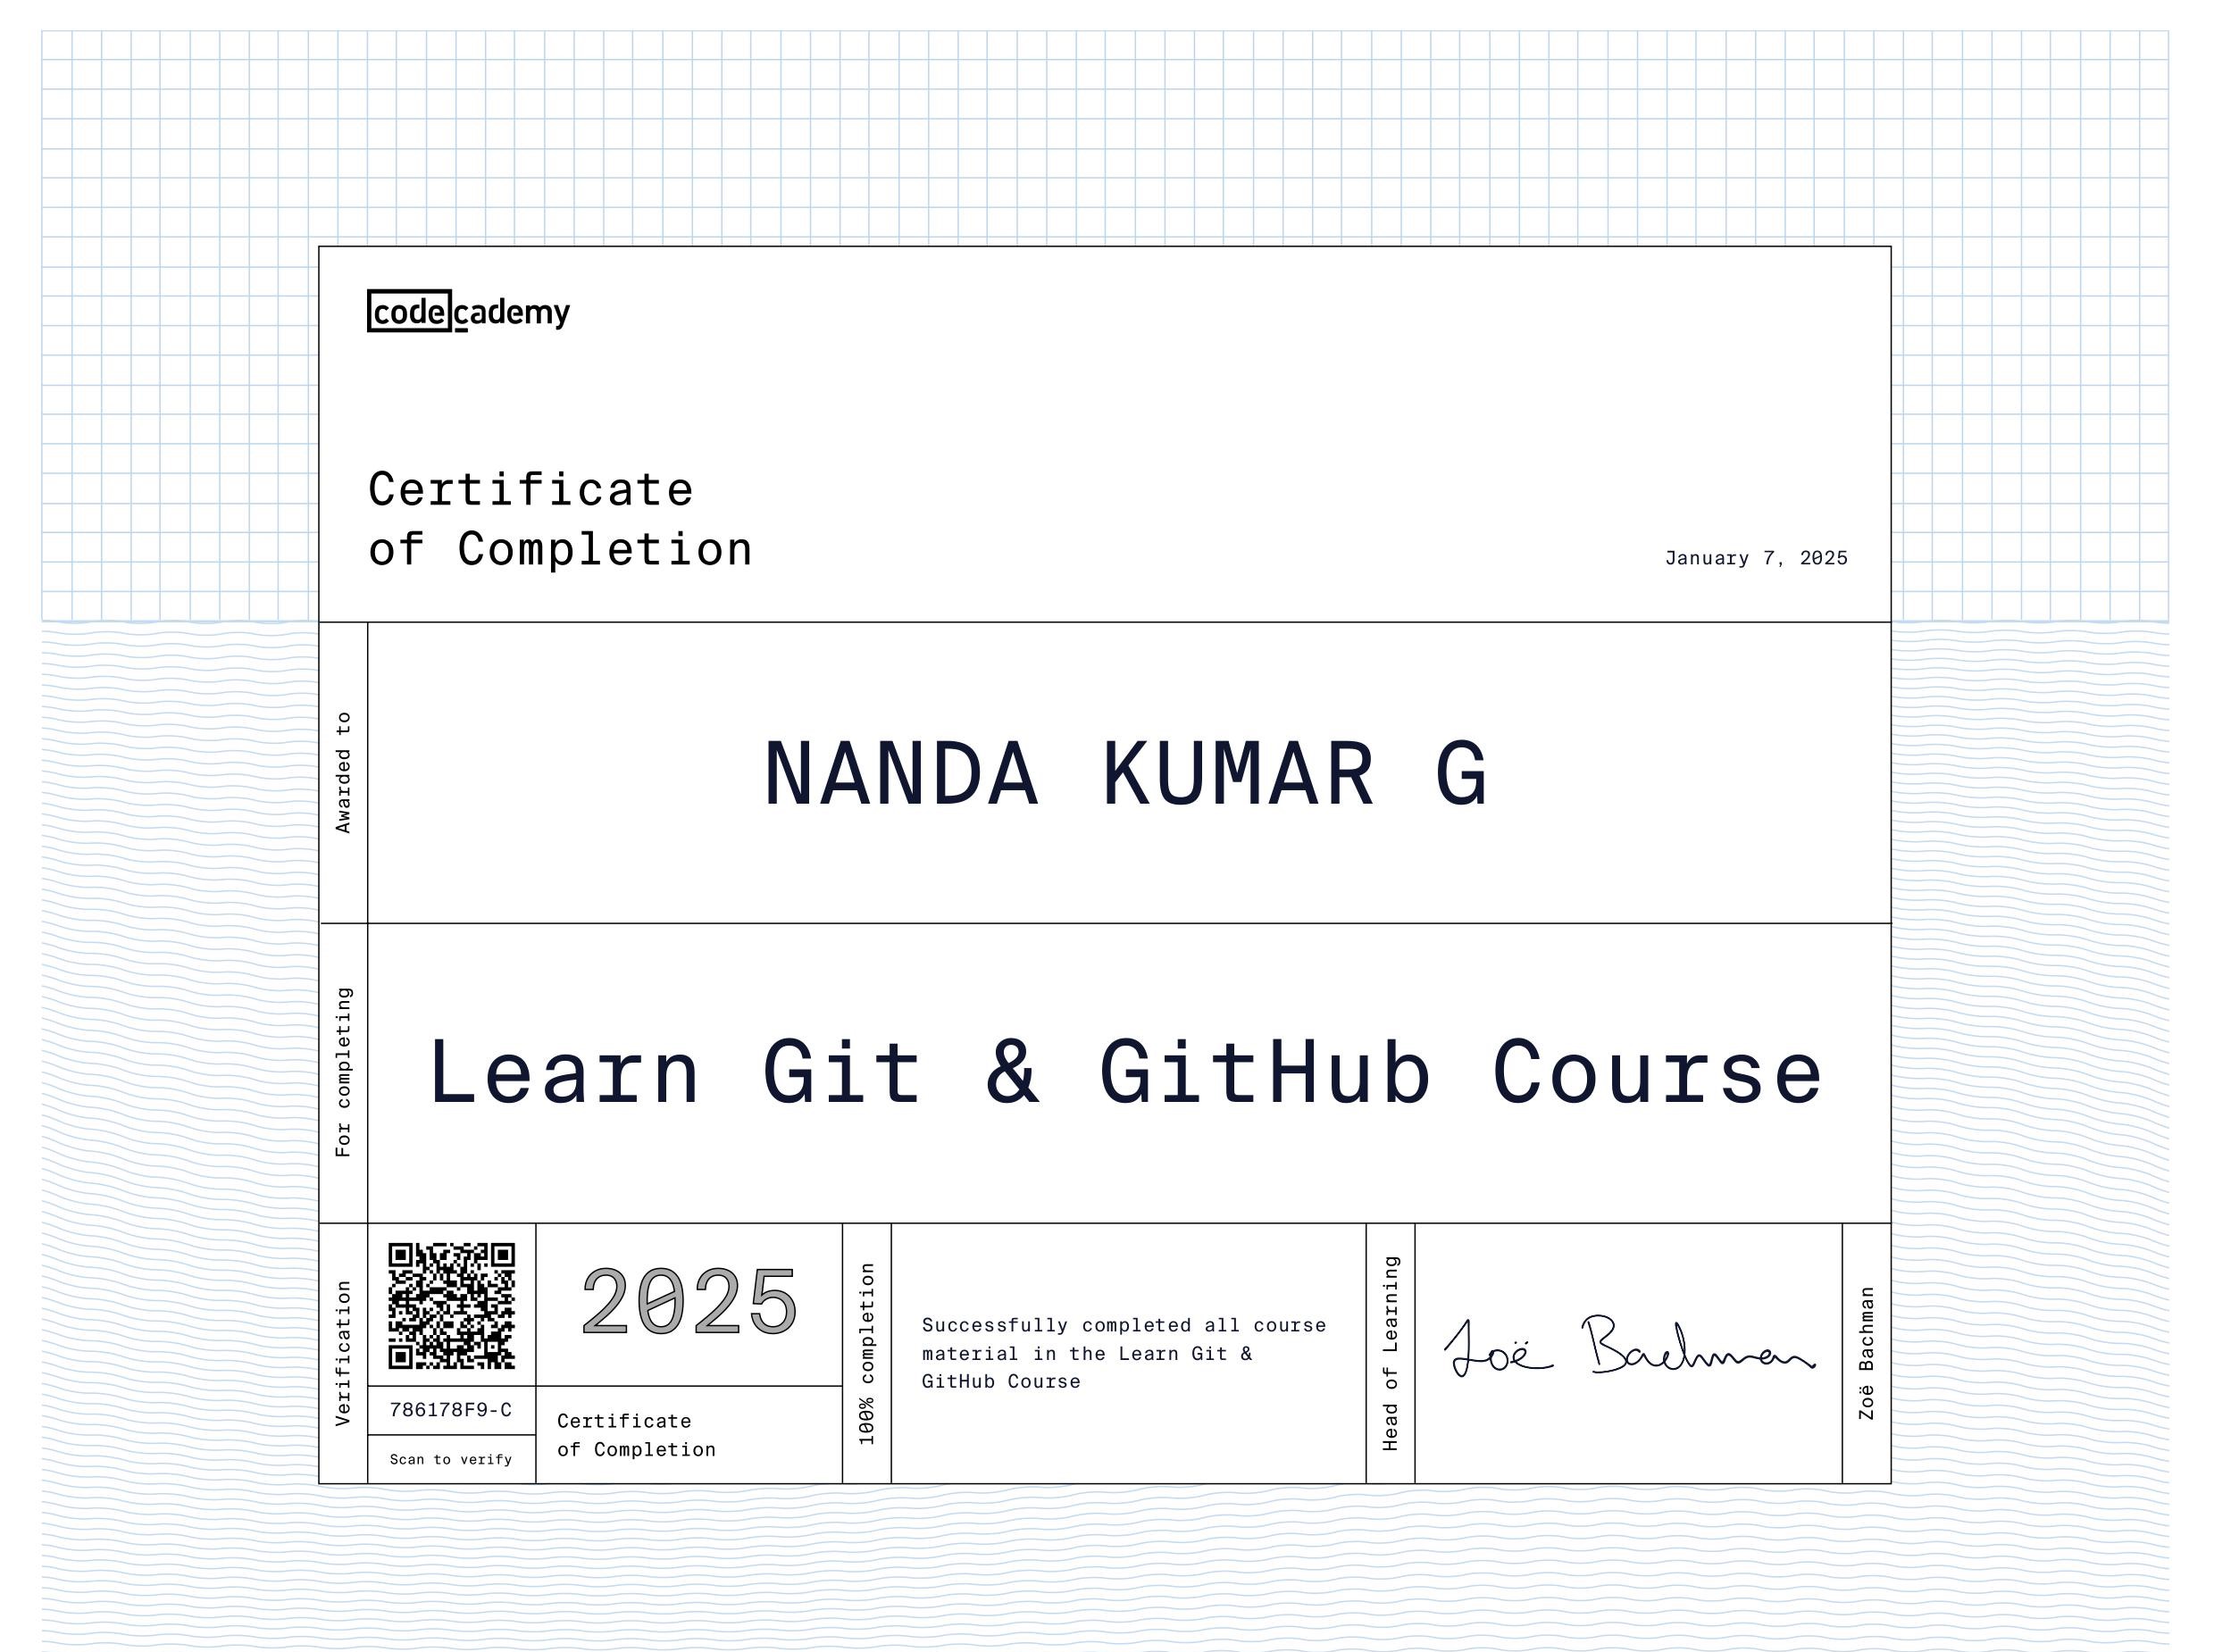 codecademy
Certificate
of Completion
January 7, 2025
Awarded to
NANDA KUMAR G
For completing
Learn Git & GitHub Course
Verification
786178F9-C
Scan to verify
2025
Certificate
of Completion
100% completion
Successfully completed all course
material in the Learn Git &
GitHub Course
Head of Learning
Zoë Bachman
Zoë Bachman